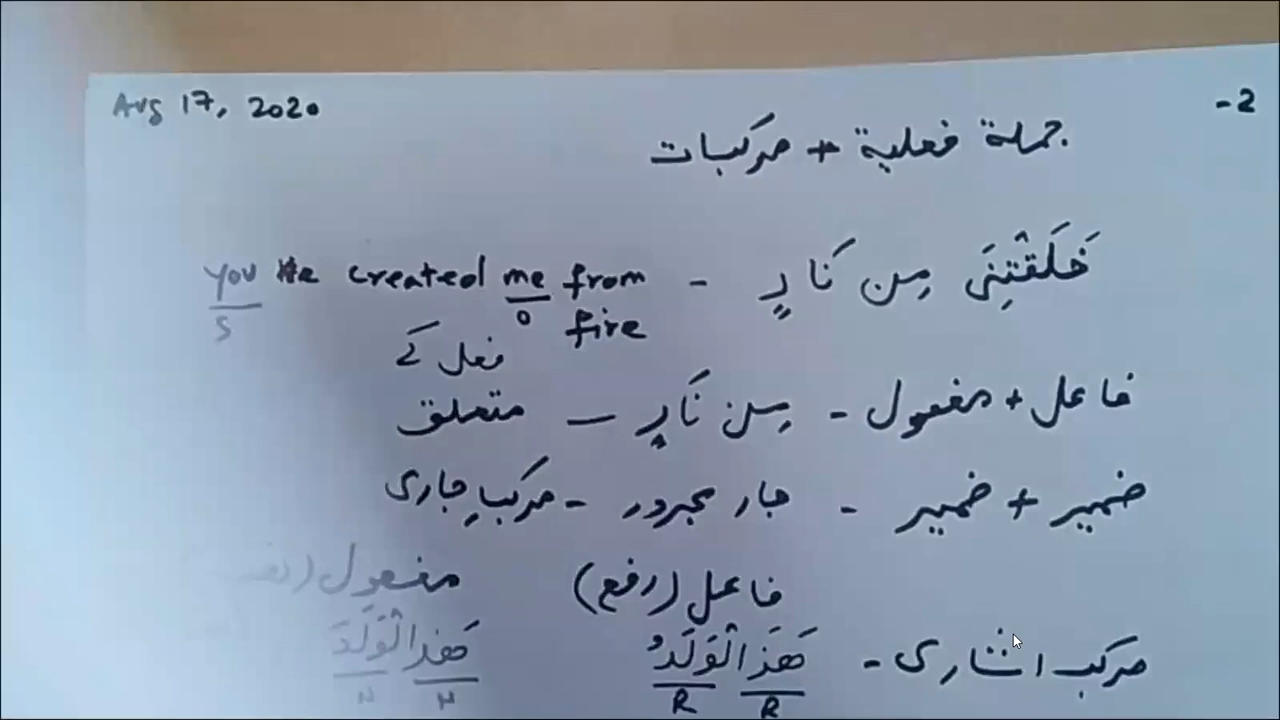 Aug 17, 2020
-2
جملة فعلية + مرکبات
خَلَقْتَنِی مِن نَّارٍ - you He created me from
S O fire
فعل کے
فاعل + مفعول - مِن نَّارٍ - متعلق
ضمیر + ضمیر - جار مجرور - مرکبِ جاری
فاعل (رفع) مفعول
مرکب اشاری - هَذَا الْوَلَدُ هَذَا الْوَلَدَ
R R N N